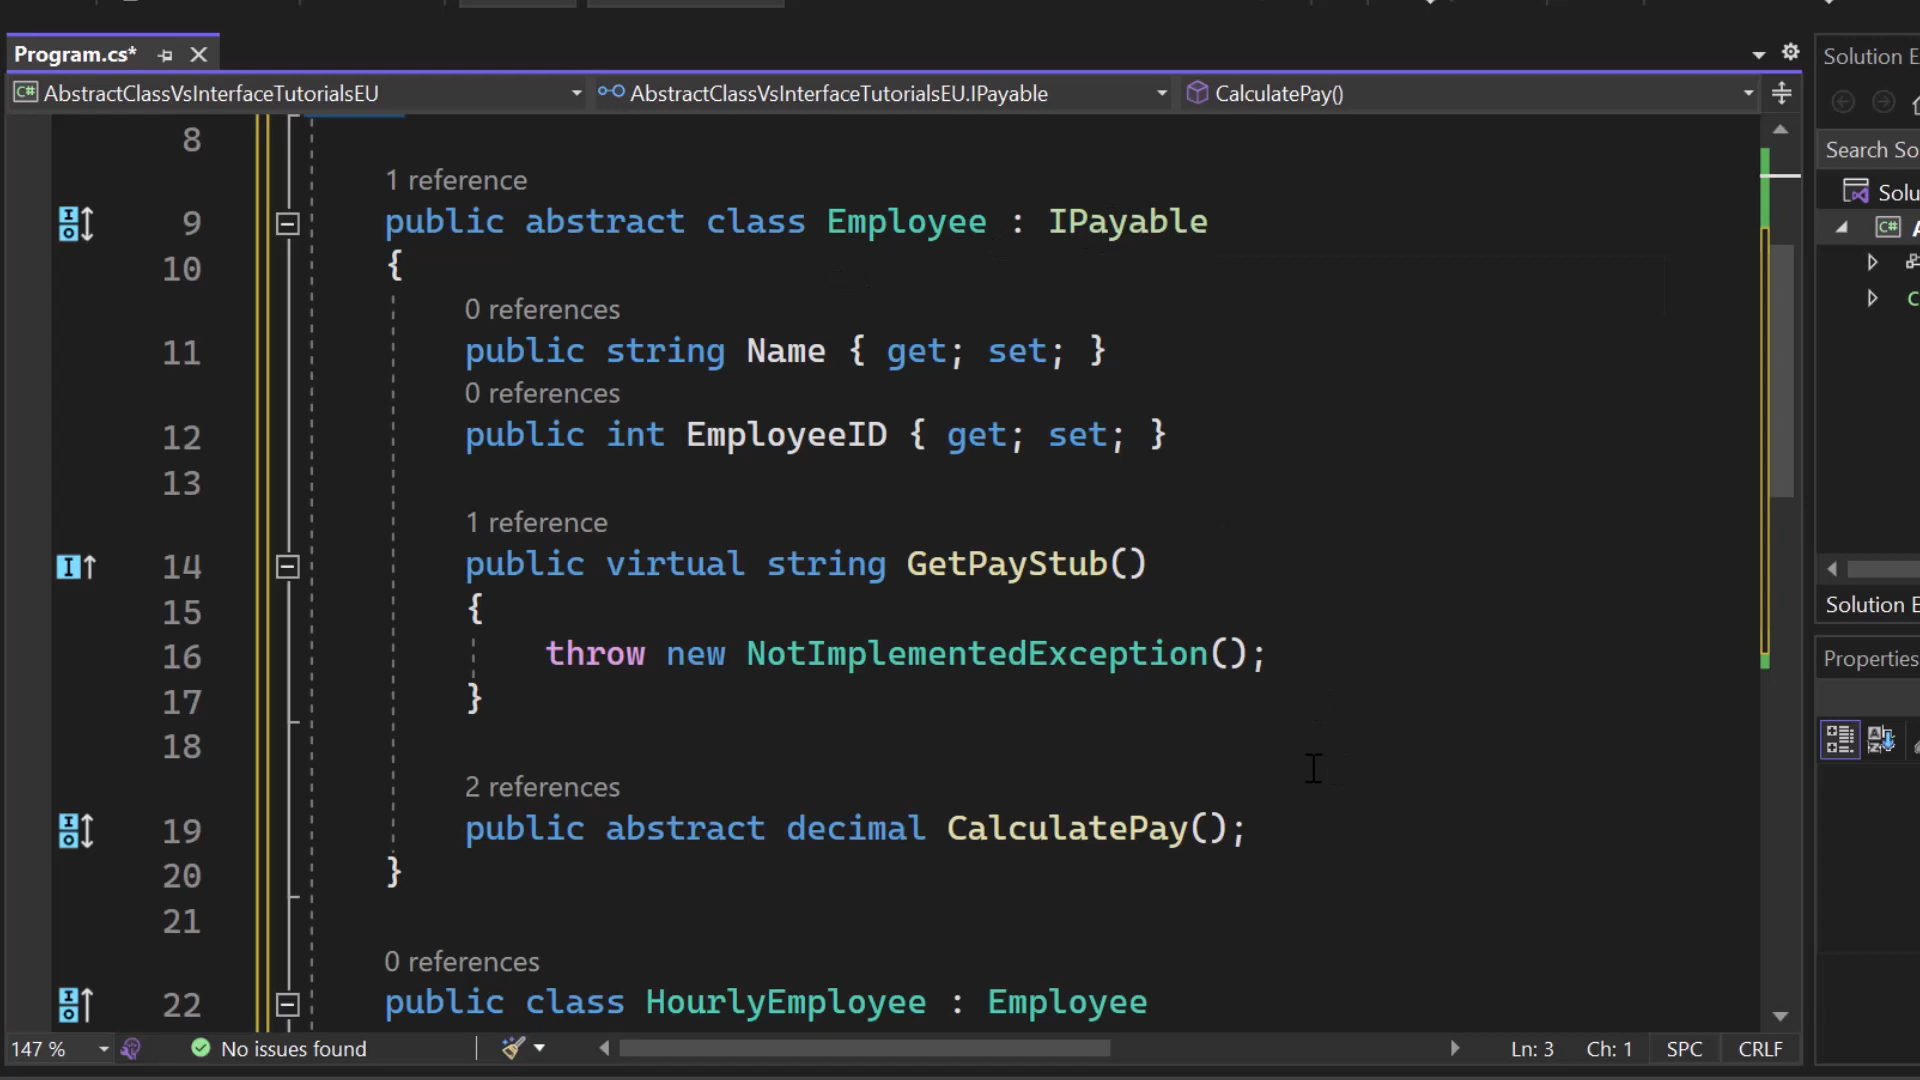 Program.cs*
Solution E
AbstractClassVsInterfaceTutorialsEU AbstractClassVsInterfaceTutorialsEU.IPayable CalculatePay()
Search So
Solu
8
1 reference
9 public abstract class Employee : IPayable
10 {
0 references
11 public string Name { get; set; }
0 references
12 public int EmployeeID { get; set; }
13
1 reference
14 public virtual string GetPayStub()
15 {
16 throw new NotImplementedException();
17 }
18
2 references
19 public abstract decimal CalculatePay();
20 }
21
0 references
22 public class HourlyEmployee : Employee
Solution E
Properties
147 % No issues found Ln: 3 Ch: 1 SPC CRLF